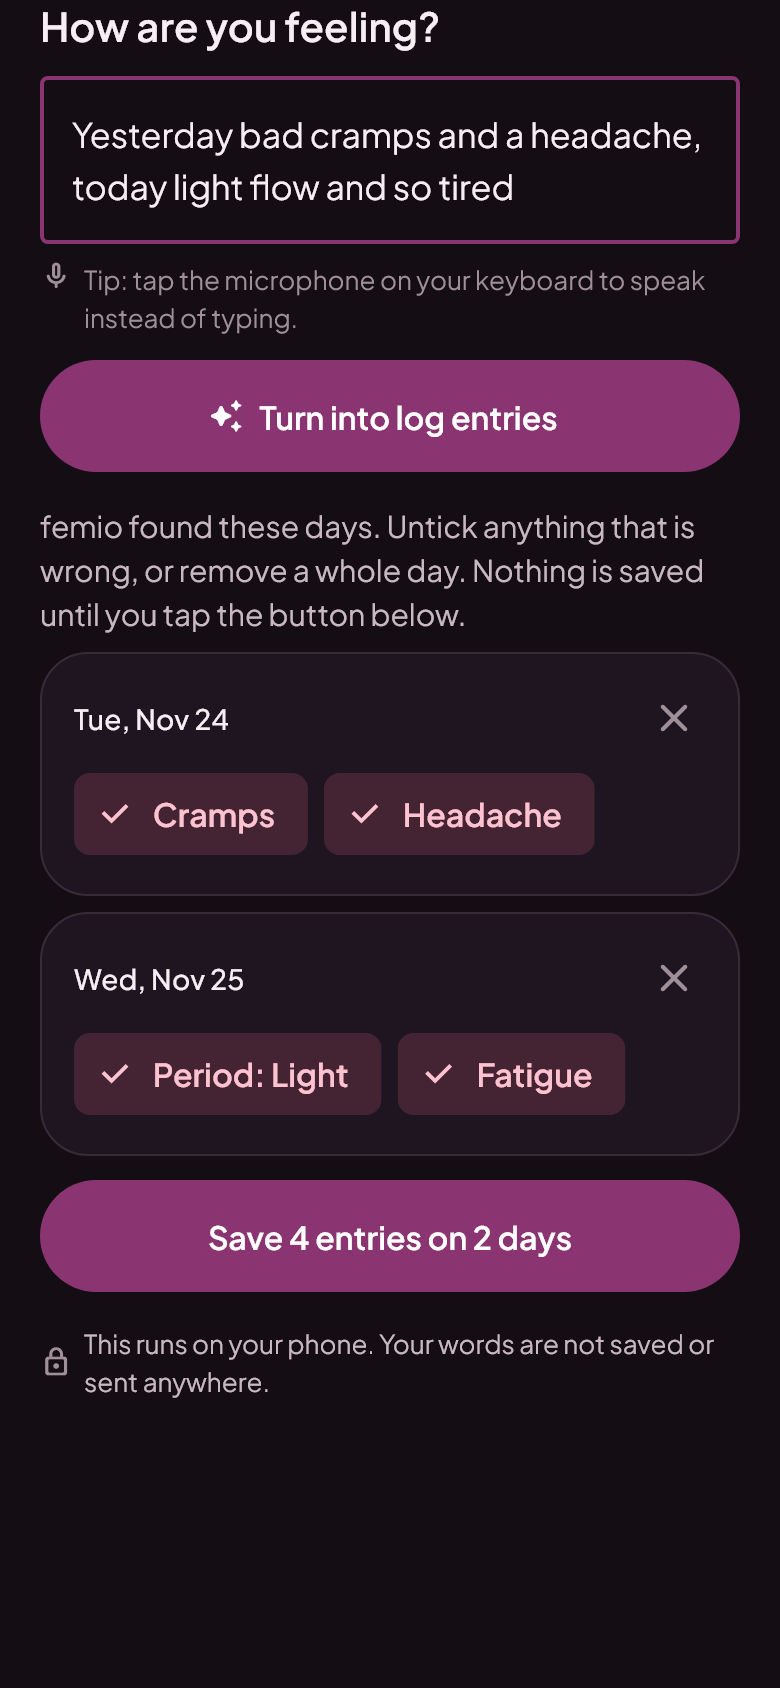 How are you feeling?
Yesterday bad cramps and a headache,
today light flow and so tired
Tip: tap the microphone on your keyboard to speak
instead of typing.
Turn into log entries
femio found these days. Untick anything that is
wrong, or remove a whole day. Nothing is saved
until you tap the button below.
Tue, Nov 24
Cramps Headache
Wed, Nov 25
Period: Light Fatigue
Save 4 entries on 2 days
This runs on your phone. Your words are not saved or
sent anywhere.